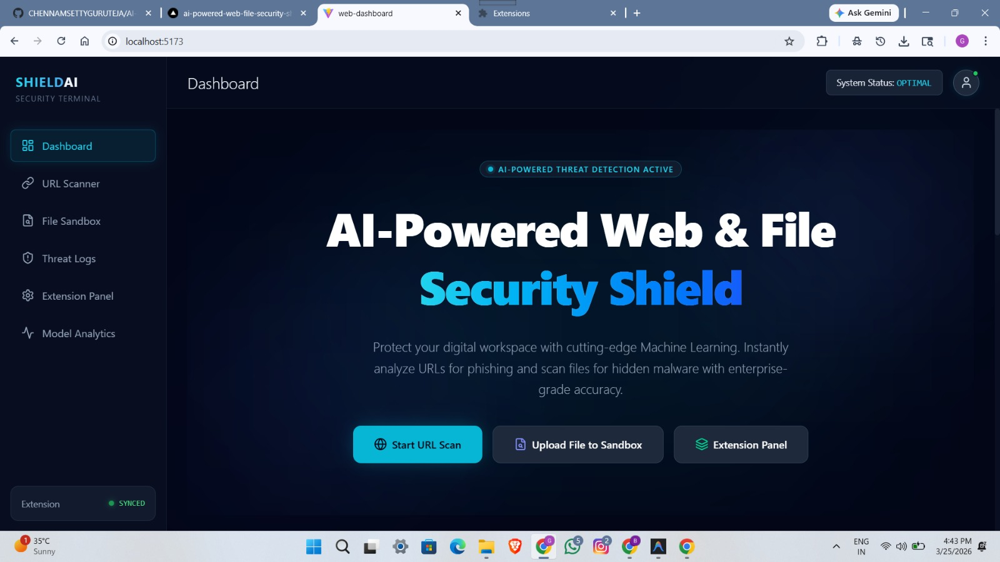 CHENNAMSETTYGURUTEJA/AI-
ai-powered-web-file-security-sl
web-dashboard
Extensions
Ask Gemini
localhost:5173
G
SHIELDAI
SECURITY TERMINAL
Dashboard
System Status: OPTIMAL
Dashboard
URL Scanner
File Sandbox
Threat Logs
Extension Panel
Model Analytics
AI-POWERED THREAT DETECTION ACTIVE
AI-Powered Web & File
Security Shield
Protect your digital workspace with cutting-edge Machine Learning. Instantly
analyze URLs for phishing and scan files for hidden malware with enterprise-
grade accuracy.
Start URL Scan
Upload File to Sandbox
Extension Panel
Extension
SYNCED
1
35°C
Sunny
G
5
2
B
ENG
IN
4:43 PM
3/25/2026